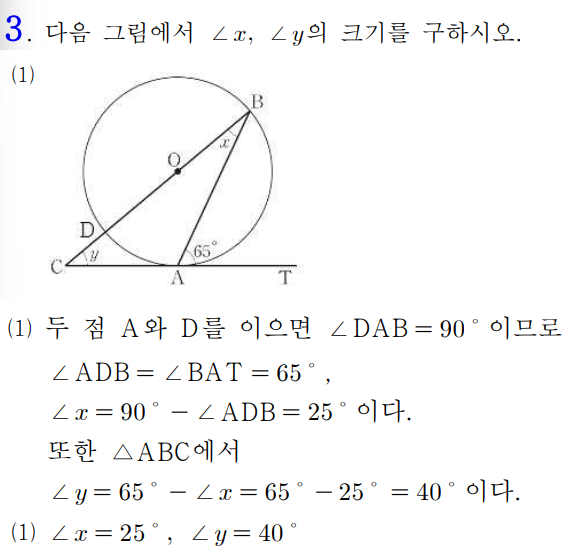 3. 다음 그림에서 ∠x, ∠y의 크기를 구하시오.
(1)
B
x
O
D
y
65°
C
A
T
(1) 두 점 A와 D를 이으면 ∠DAB=90°이므로
∠ADB=∠BAT=65°,
∠x=90°-∠ADB=25°이다.
또한 △ABC에서
∠y=65°-∠x=65°-25°=40°이다.
(1) ∠x=25°, ∠y=40°